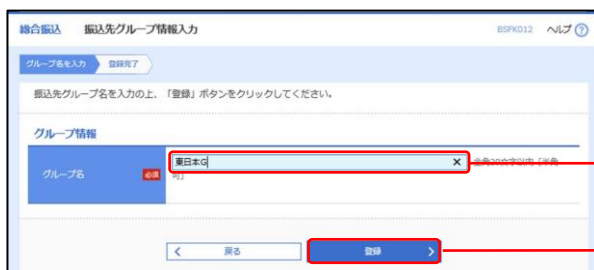 総合振込 振込先グループ情報入力 BSFK012 ヘルプ ?
グループ名を入力 登録完了
振込先グループ名を入力の上、「登録」ボタンをクリックしてください。
グループ情報
グループ名 必須 東日本G × 全角20文字以内［半角
可］
< 戻る 登録 >